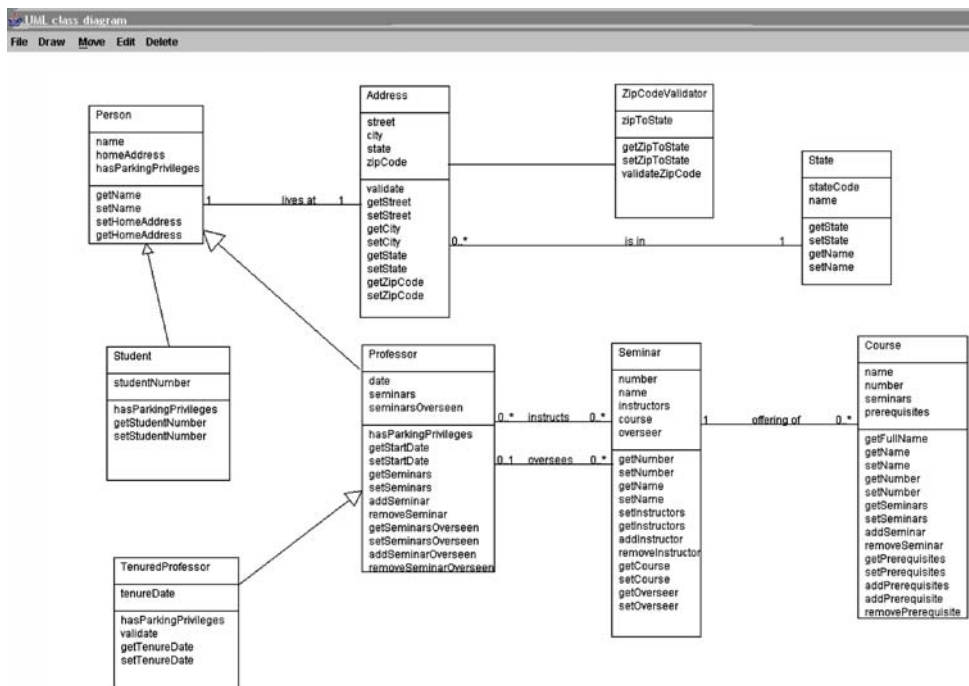 UML class diagram
File Draw Move Edit Delete
Person
name
homeAddress
hasParkingPrivileges
getName
setName
setHomeAddress
getHomeAddress
1 lives at 1
Address
street
city
state
zipCode
validate
getStreet
setStreet
getCity
setCity
getState
setState
getZipCode
setZipCode
ZipCodeValidator
zipToState
getZipToState
setZipToState
validateZipCode
0..* is in 1
State
stateCode
name
getState
setState
getName
setName
Student
studentNumber
hasParkingPrivileges
getStudentNumber
setStudentNumber
Professor
date
seminars
seminarsOverseen
hasParkingPrivileges
getStartDate
setStartDate
getSeminars
setSeminars
addSeminar
removeSeminar
getSeminarsOverseen
setSeminarsOverseen
addSeminarOverseen
removeSeminarOverseen
0..* instructs 0..*
0..1 oversees 0..*
Seminar
number
name
instructors
course
overseer
getNumber
setNumber
getName
setName
setInstructors
getInstructors
addInstructor
removeInstructor
getCourse
setCourse
getOverseer
setOverseer
1 offering of 0..*
Course
name
number
seminars
prerequisites
getFullName
getName
setName
getNumber
setNumber
getSeminars
setSeminars
addSeminar
removeSeminar
getPrerequisites
setPrerequisites
addPrerequisites
addPrerequisite
removePrerequisite
TenuredProfessor
tenureDate
hasParkingPrivileges
validate
getTenureDate
setTenureDate